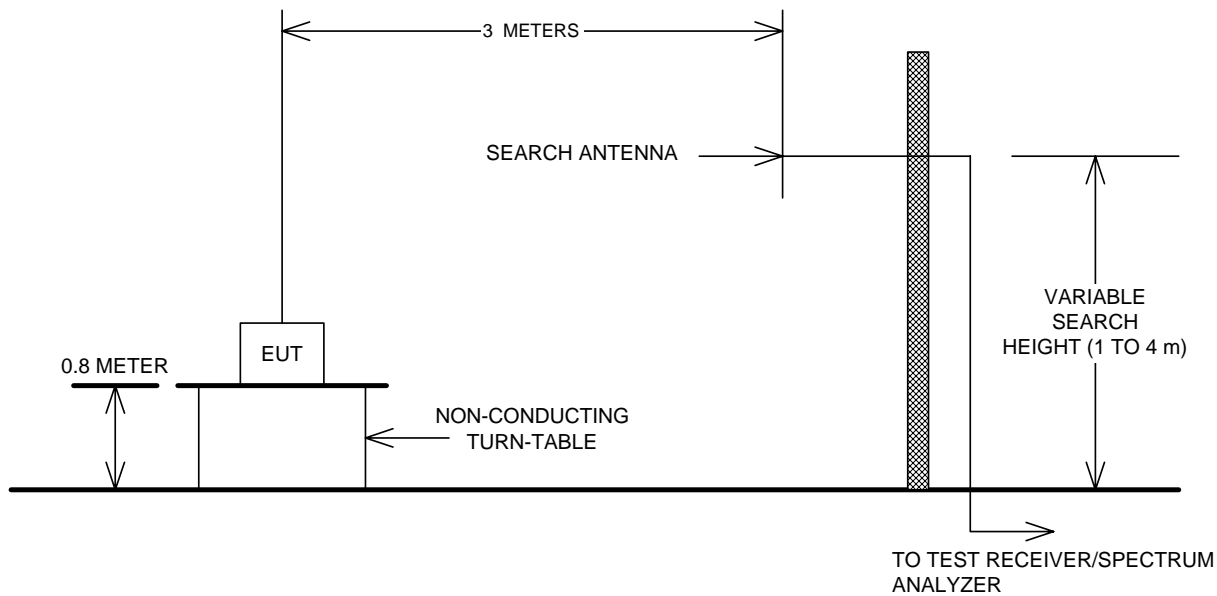 3 METERS
SEARCH ANTENNA
VARIABLE
SEARCH
HEIGHT (1 TO 4 m)
EUT
0.8 METER
NON-CONDUCTING
TURN-TABLE
TO TEST RECEIVER/SPECTRUM
ANALYZER